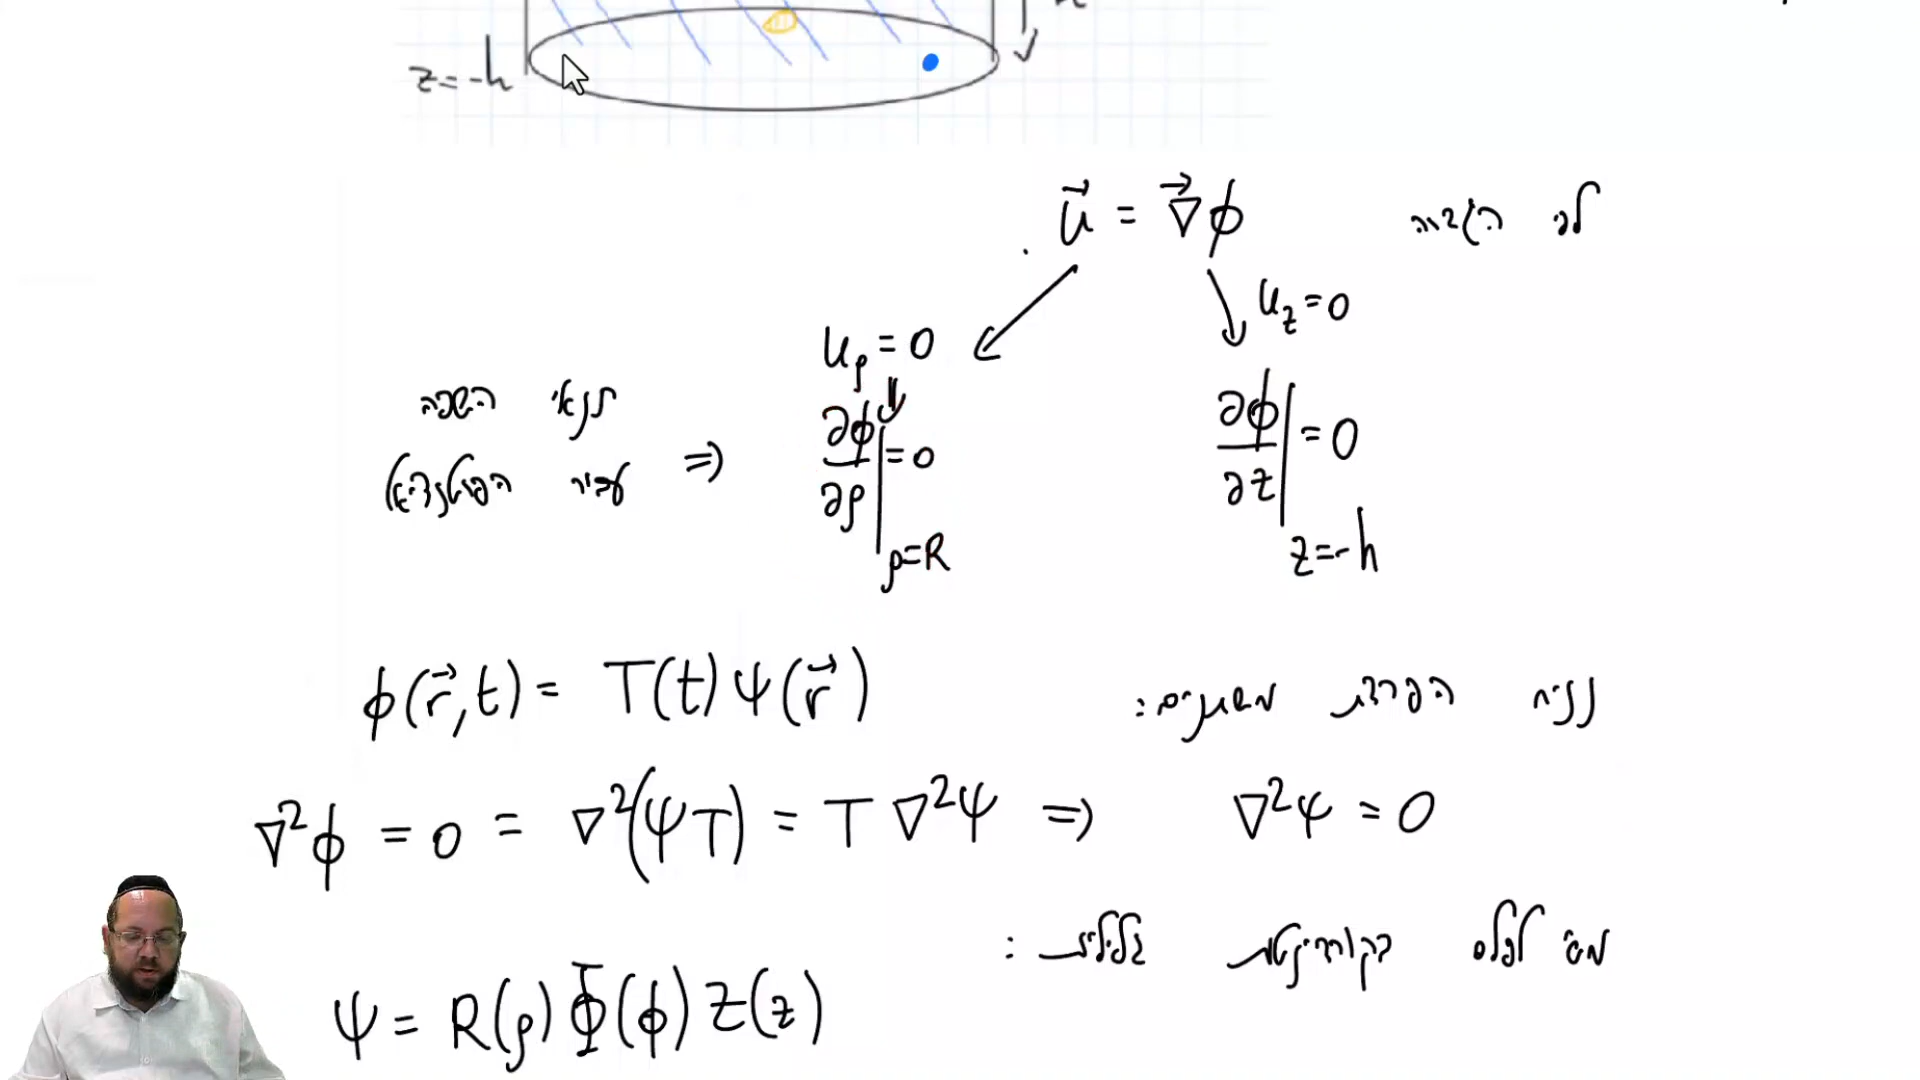 z=-h
לפי הגדרה u⃗ = ∇⃗ϕ
u_z=0
u_ρ=0
תנאי השפה
עבור הפוטנציאל ⇒ ∂ϕ/∂ρ|_{ρ=R} =0 ∂ϕ/∂z|_{z=-h} =0
נניח הפרדת משתנים: ϕ(r⃗,t)= T(t)ψ(r⃗)
∇²ϕ = 0 = ∇²(ψT) = T∇²ψ ⇒ ∇²ψ = 0
לפלס בקואורדינטות גליליות:
ψ= R(ρ)Φ(ϕ)Z(z)